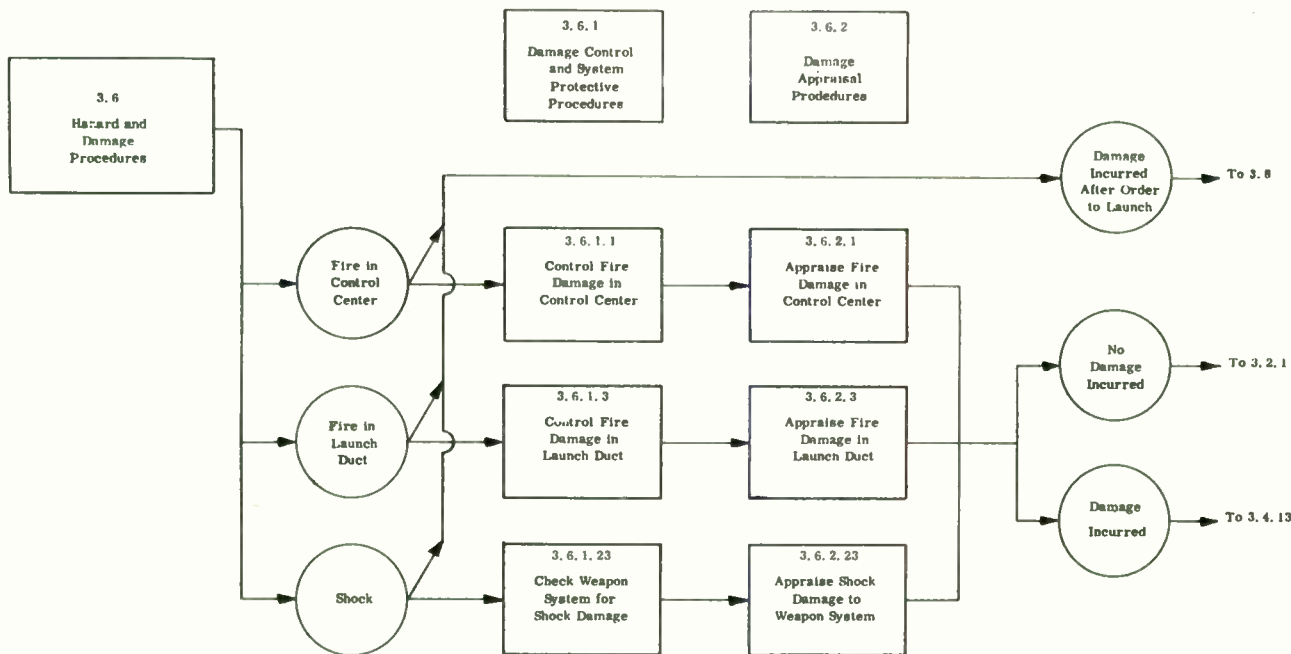 3.6
Hazard and
Damage
Procedures
3.6.1
Damage Control
and System
Protective
Procedures
3.6.2
Damage
Appraisal
Prodedures
Damage
Incurred
After Order
to Launch
To 3.8
Fire in
Control
Center
3.6.1.1
Control Fire
Damage in
Control Center
3.6.2.1
Appraise Fire
Damage in
Control Center
No
Damage
Incurred
To 3.2.1
Fire in
Launch
Duct
3.6.1.3
Control Fire
Damage in
Launch Duct
3.6.2.3
Appraise Fire
Damage in
Launch Duct
Damage
Incurred
To 3.4.13
Shock
3.6.1.23
Check Weapon
System for
Shock Damage
3.6.2.23
Appraise Shock
Damage to
Weapon System